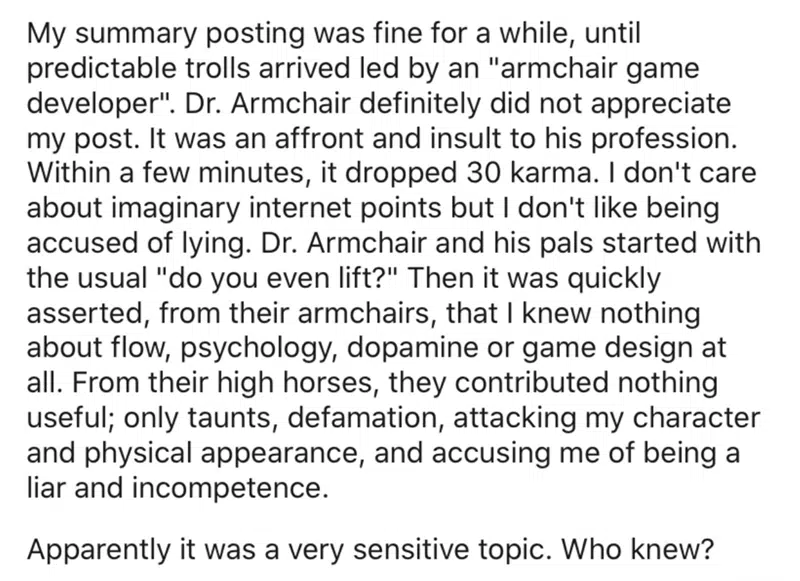 My summary posting was fine for a while, until
predictable trolls arrived led by an "armchair game
developer". Dr. Armchair definitely did not appreciate
my post. It was an affront and insult to his profession.
Within a few minutes, it dropped 30 karma. I don't care
about imaginary internet points but I don't like being
accused of lying. Dr. Armchair and his pals started with
the usual "do you even lift?" Then it was quickly
asserted, from their armchairs, that I knew nothing
about flow, psychology, dopamine or game design at
all. From their high horses, they contributed nothing
useful; only taunts, defamation, attacking my character
and physical appearance, and accusing me of being a
liar and incompetence.
Apparently it was a very sensitive topic. Who knew?